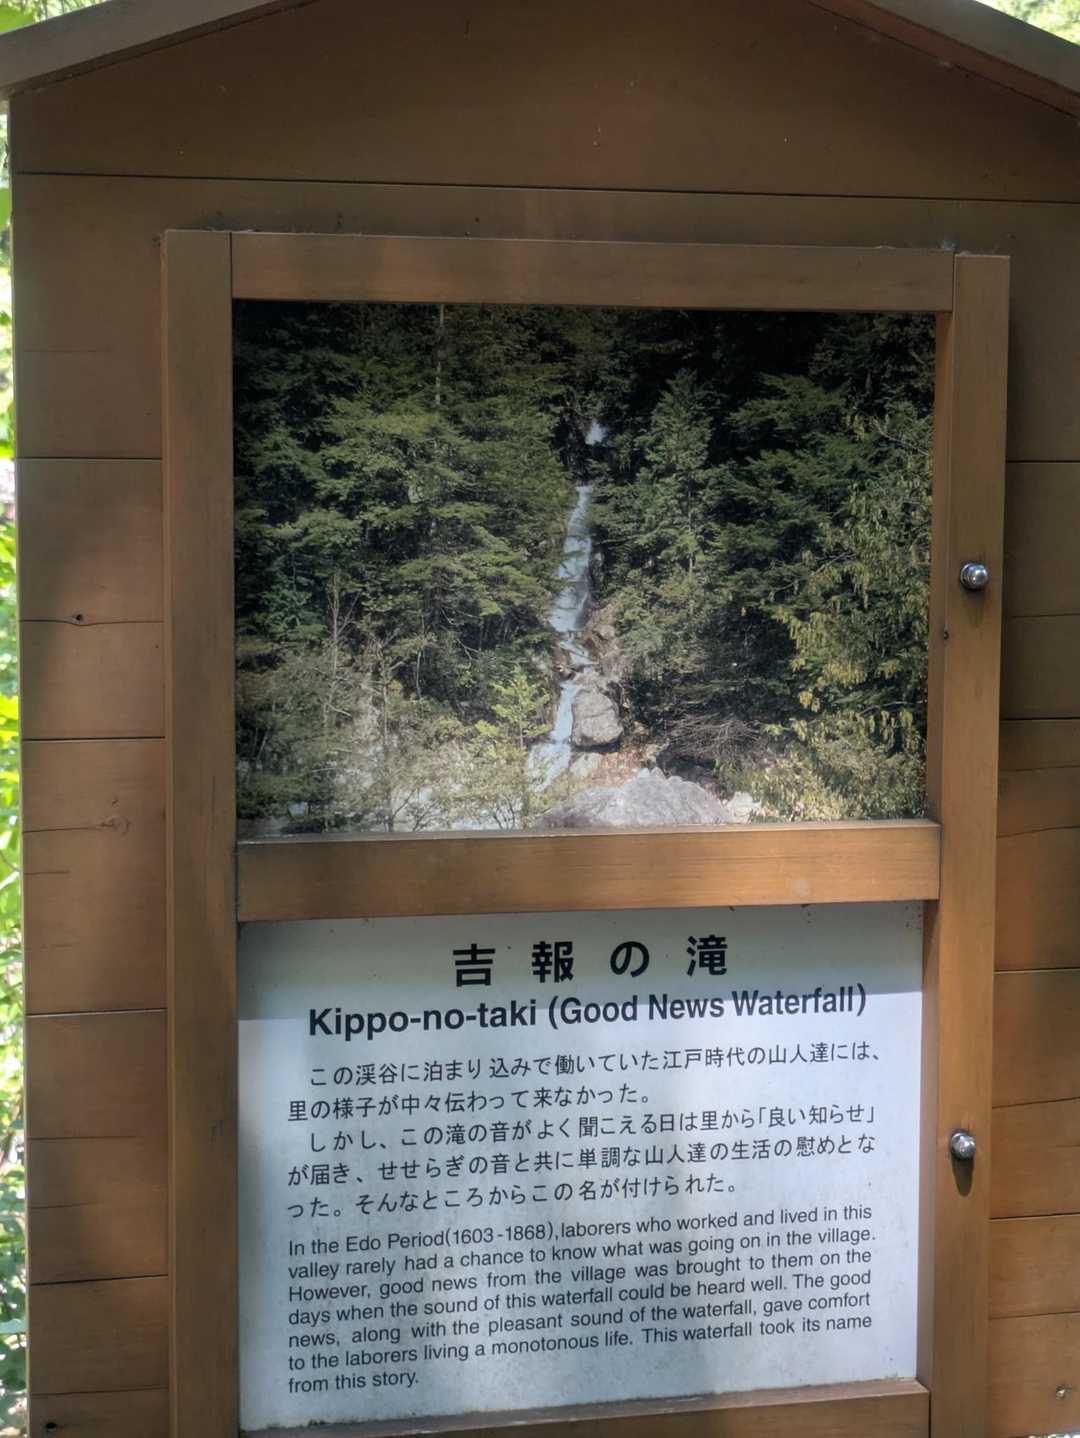 吉報の滝
Kippo-no-taki (Good News Waterfall)
この渓谷に泊まり込みで働いていた江戸時代の山人達には、
里の様子が中々伝わって来なかった。
しかし、この滝の音がよく聞こえる日は里から「良い知らせ」
が届き、せせらぎの音と共に単調な山人達の生活の慰めとな
った。そんなところからこの名が付けられた。
In the Edo Period(1603-1868),laborers who worked and lived in this
valley rarely had a chance to know what was going on in the village.
However, good news from the village was brought to them on the
days when the sound of this waterfall could be heard well. The good
news, along with the pleasant sound of the waterfall, gave comfort
to the laborers living a monotonous life. This waterfall took its name
from this story.